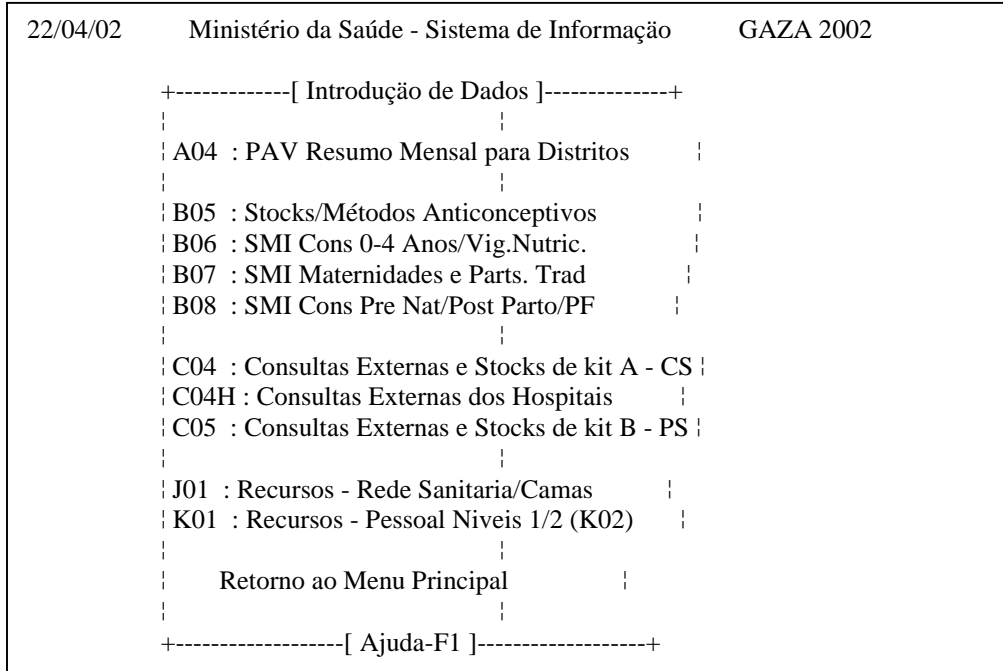 22/04/02 Ministério da Saúde - Sistema de Informaçäo GAZA 2002
+-------------[ Introduçäo de Dados ]--------------+
¦ ¦
¦ A04 : PAV Resumo Mensal para Distritos ¦
¦ ¦
¦ B05 : Stocks/Métodos Anticonceptivos ¦
¦ B06 : SMI Cons 0-4 Anos/Vig.Nutric. ¦
¦ B07 : SMI Maternidades e Parts. Trad ¦
¦ B08 : SMI Cons Pre Nat/Post Parto/PF ¦
¦ ¦
¦ C04 : Consultas Externas e Stocks de kit A - CS ¦
¦ C04H : Consultas Externas dos Hospitais ¦
¦ C05 : Consultas Externas e Stocks de kit B - PS ¦
¦ ¦
¦ J01 : Recursos - Rede Sanitaria/Camas ¦
¦ K01 : Recursos - Pessoal Niveis 1/2 (K02) ¦
¦ ¦
¦ Retorno ao Menu Principal ¦
¦ ¦
+-------------------[ Ajuda-F1 ]-------------------+